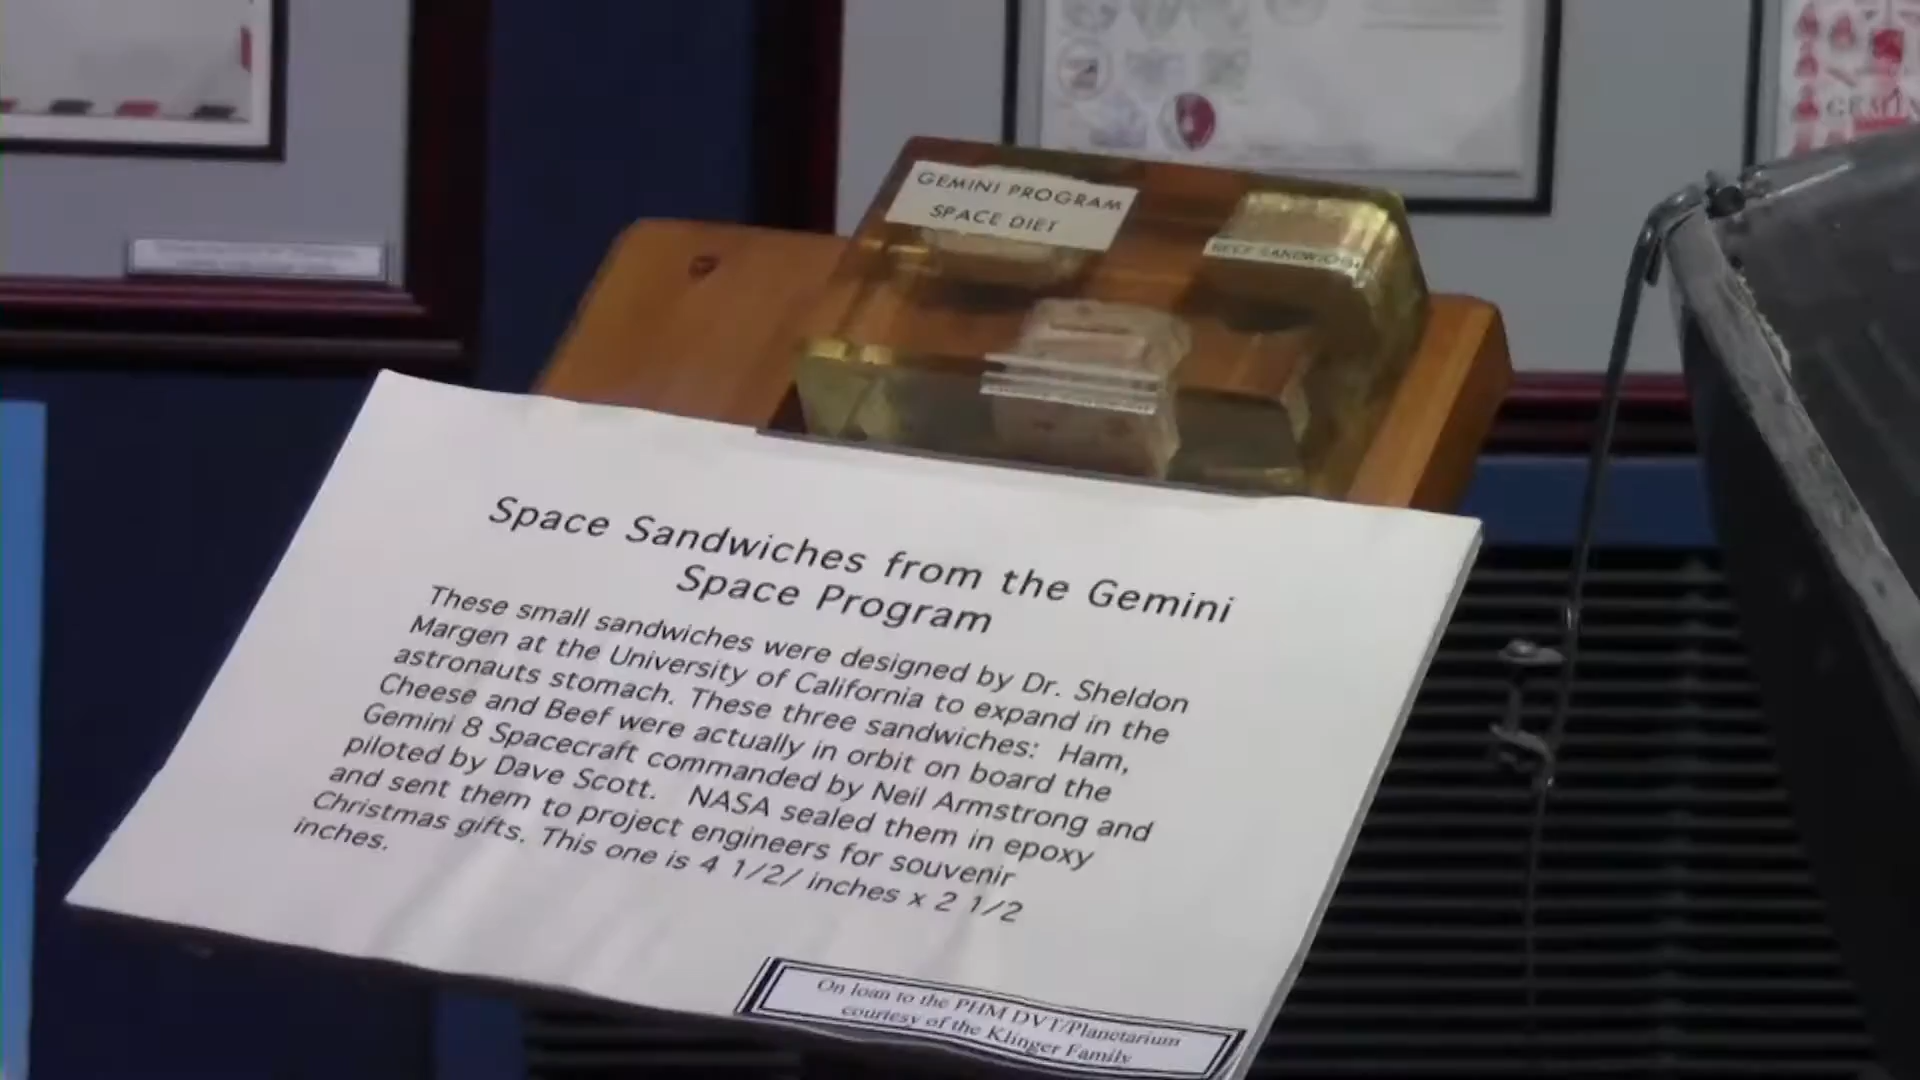 GEMINI
GEMINI PROGRAM
SPACE DIET
BEEF SANDWICH
Space Sandwiches from the Gemini
Space Program
These small sandwiches were designed by Dr. Sheldon
Margen at the University of California to expand in the
astronauts stomach. These three sandwiches: Ham,
Cheese and Beef were actually in orbit on board the
Gemini 8 Spacecraft commanded by Neil Armstrong and
piloted by Dave Scott. NASA sealed them in epoxy
and sent them to project engineers for souvenir
Christmas gifts. This one is 4 1/2/ inches x 2 1/2
inches.
On loan to the PHM DVT/Planetarium
courtesy of the Klinger Family